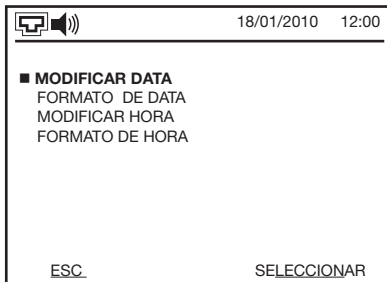 18/01/2010 12:00
MODIFICAR DATA
FORMATO DE DATA
MODIFICAR HORA
FORMATO DE HORA
ESC SELECCIONAR